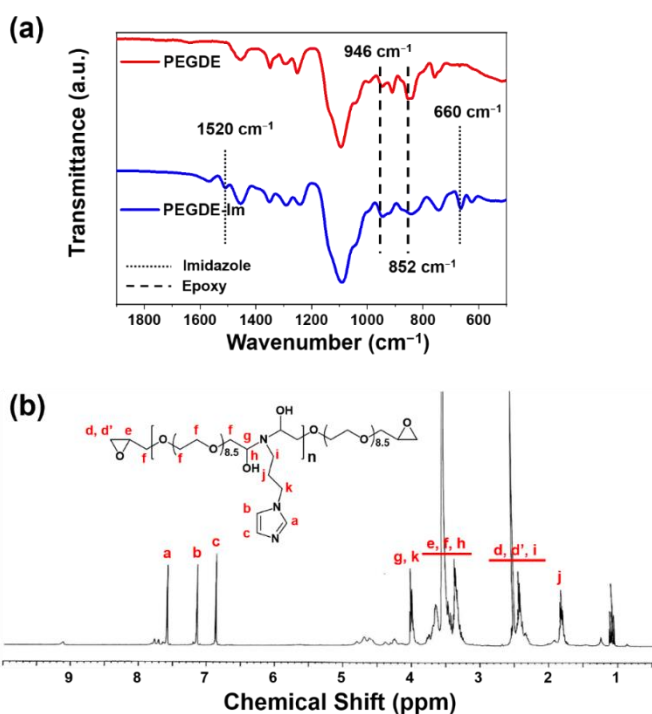 (a)
Transmittance (a.u.)
PEGDE
946 cm⁻¹
1520 cm⁻¹
660 cm⁻¹
PEGDE-Im
852 cm⁻¹
Imidazole
Epoxy
1800 1600 1400 1200 1000 800 600
Wavenumber (cm⁻¹)
(b)
OH
d, d' e f f g O
O O O 8.5 N O O 8.5
O f f OH h i n
j
k
b N a
c N
a b c g, k e, f, h d, d', i j
9 8 7 6 5 4 3 2 1
Chemical Shift (ppm)